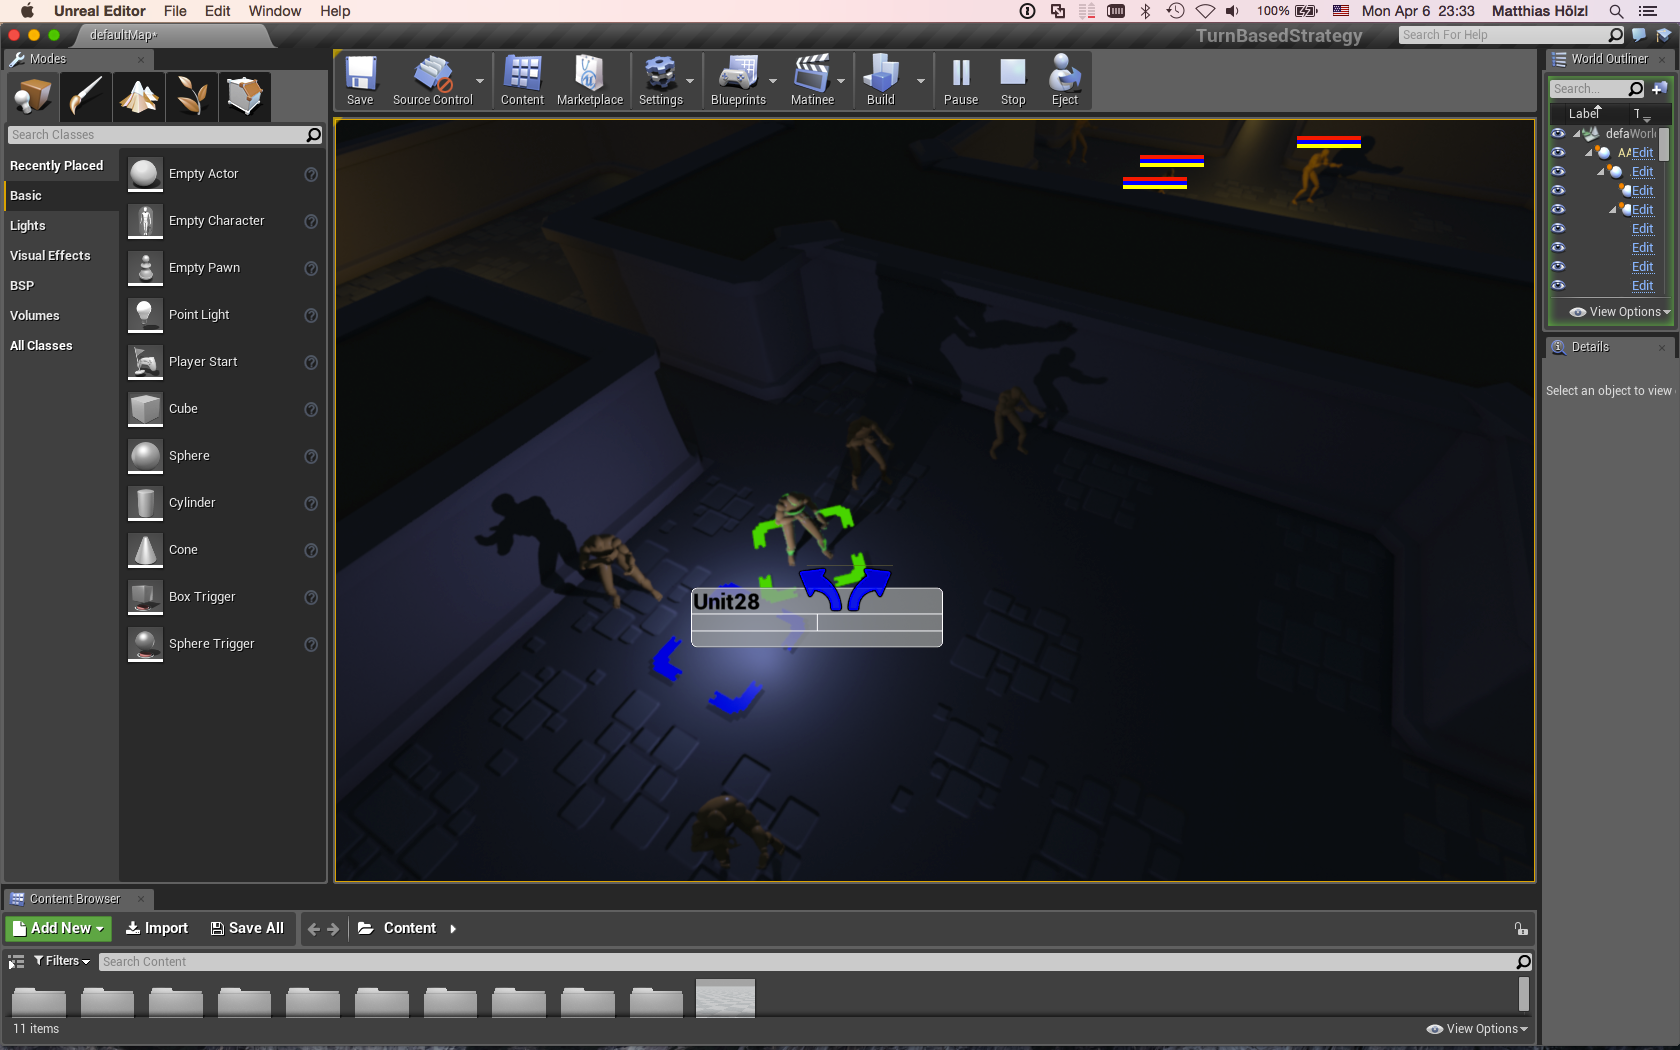 Unreal Editor File Edit Window Help 100% Mon Apr 6 23:33 Matthias Hölzl
defaultMap* TurnBasedStrategy Search For Help
Modes
Save Source Control Content Marketplace Settings Blueprints Matinee Build Pause Stop Eject
Search Classes
Recently Placed
Basic
Lights
Visual Effects
BSP
Volumes
All Classes
Empty Actor
Empty Character
Empty Pawn
Point Light
Player Start
Cube
Sphere
Cylinder
Cone
Box Trigger
Sphere Trigger
Unit28
World Outliner
Search...
Label T
defaWorl
AAEdit
Edit
Edit
Edit
Edit
Edit
Edit
Edit
View Options
Details
Select an object to view
Content Browser
Add New Import Save All Content
Filters Search Content
11 items View Options